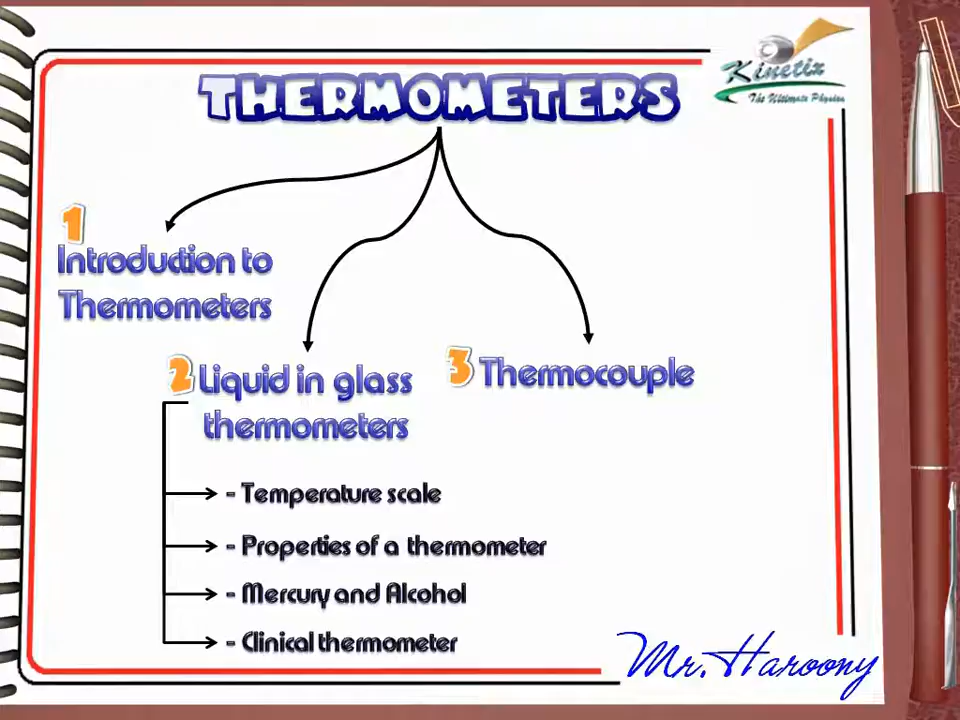 THERMOMETERS
Kinetix
The Ultimate Physics
1
Introduction to
Thermometers
2 Liquid in glass
thermometers
3 Thermocouple
- Temperature scale
- Properties of a thermometer
- Mercury and Alcohol
- Clinical thermometer
Mr.Haroony